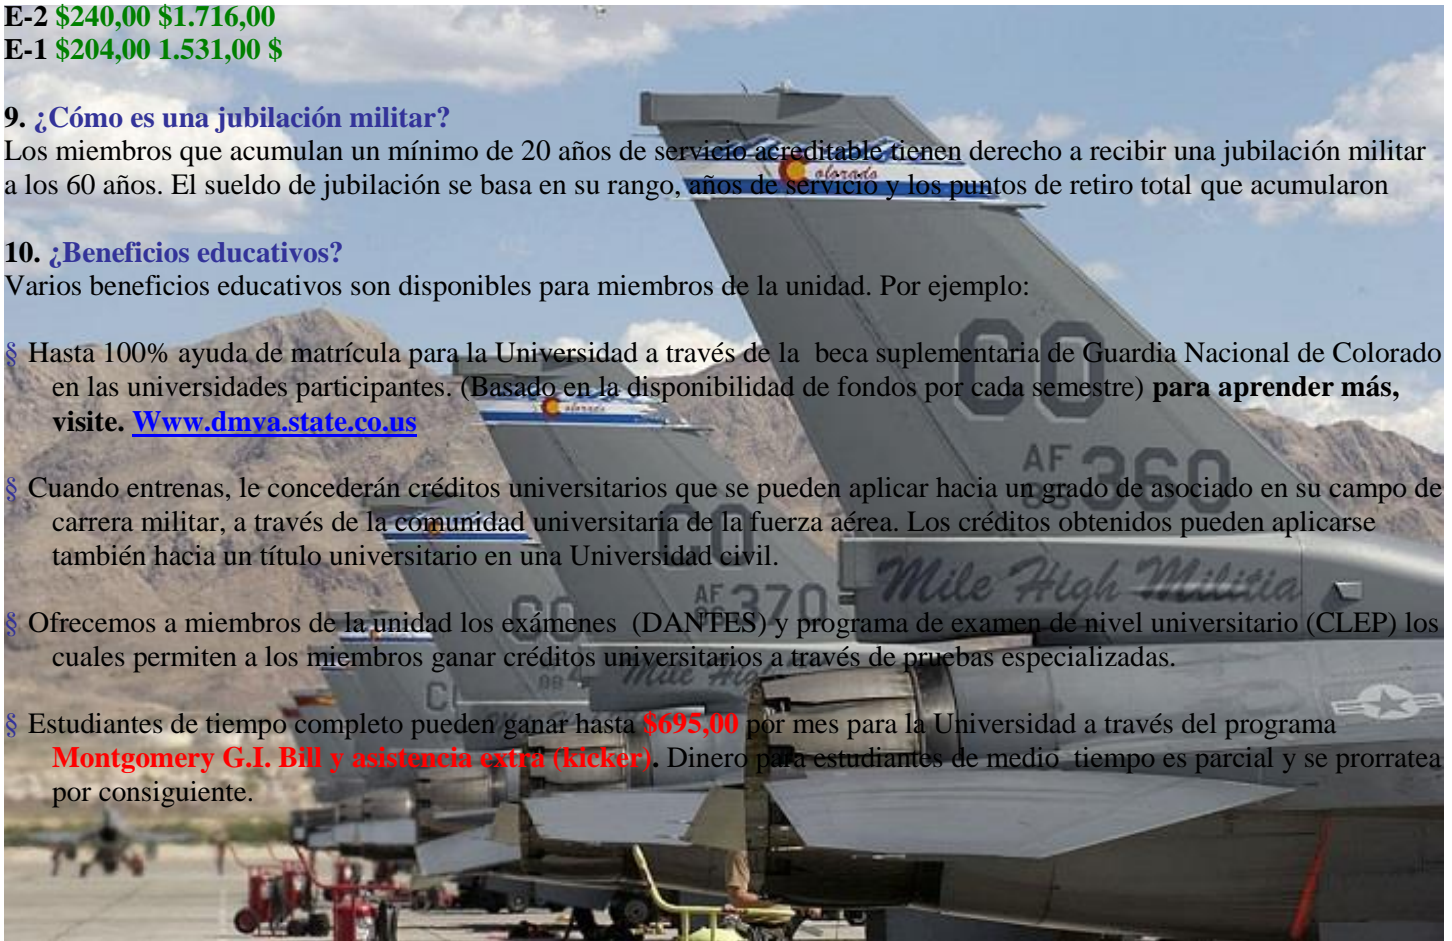 E-2 $240,00 $1.716,00
E-1 $204,00 1.531,00 $
9. ¿Cómo es una jubilación militar?
Los miembros que acumulan un mínimo de 20 años de servicio acreditable tienen derecho a recibir una jubilación militar
a los 60 años. El sueldo de jubilación se basa en su rango, años de servicio y los puntos de retiro total que acumularon
10. ¿Beneficios educativos?
Varios beneficios educativos son disponibles para miembros de la unidad. Por ejemplo:
§ Hasta 100% ayuda de matrícula para la Universidad a través de la beca suplementaria de Guardia Nacional de Colorado
en las universidades participantes. (Basado en la disponibilidad de fondos por cada semestre) para aprender más,
visite. Www.dmva.state.co.us
§ Cuando entrenas, le concederán créditos universitarios que se pueden aplicar hacia un grado de asociado en su campo de
carrera militar, a través de la comunidad universitaria de la fuerza aérea. Los créditos obtenidos pueden aplicarse
también hacia un título universitario en una Universidad civil.
§ Ofrecemos a miembros de la unidad los exámenes (DANTES) y programa de examen de nivel universitario (CLEP) los
cuales permiten a los miembros ganar créditos universitarios a través de pruebas especializadas.
§ Estudiantes de tiempo completo pueden ganar hasta $695,00 por mes para la Universidad a través del programa
Montgomery G.I. Bill y asistencia extra (kicker). Dinero para estudiantes de medio tiempo es parcial y se prorratea
por consiguiente.
Colorado
CO
AF 88 360
Mile High Militia
Colorado
CO
AF 86 370
Mile Hig
CO
88